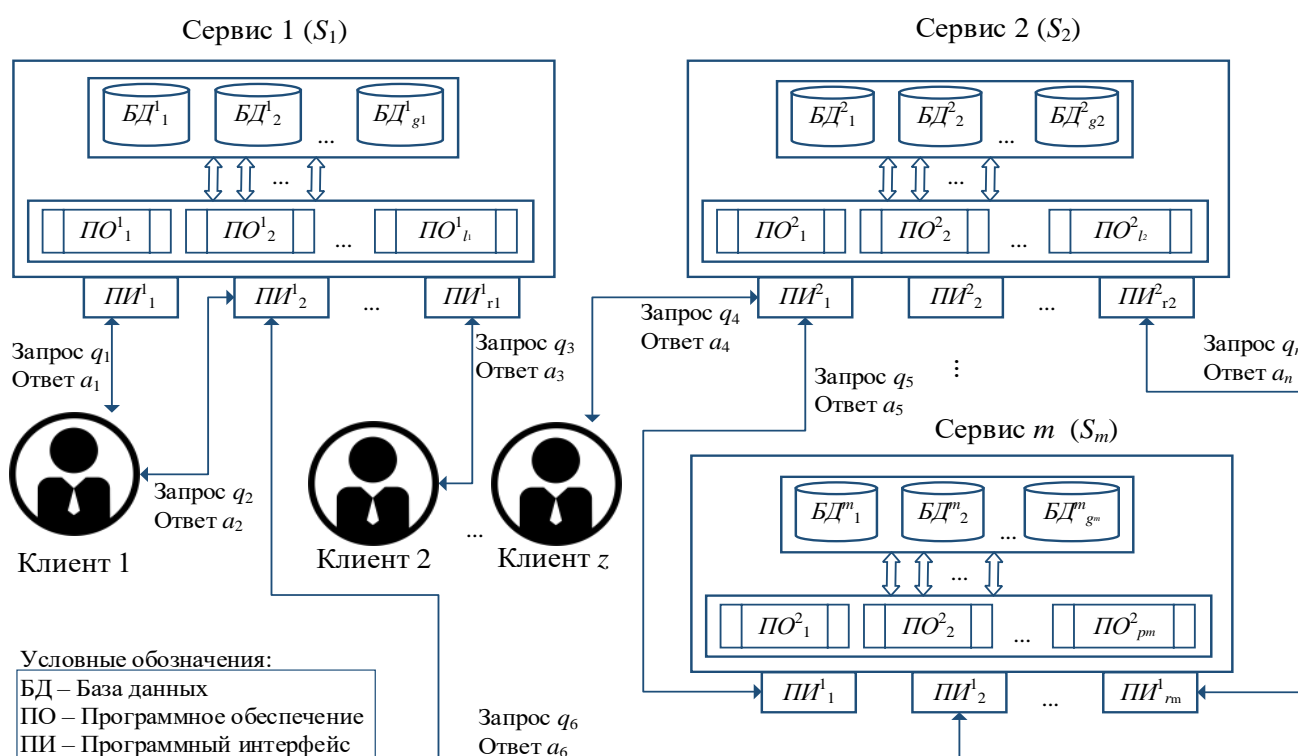 Сервис 1 (S₁)
БД¹₁
БД¹₂
...
БД¹g1
...
ПО¹₁
ПО¹₂
...
ПО¹l₁
ПИ¹₁
ПИ¹₂
...
ПИ¹r1
Сервис 2 (S₂)
БД²₁
БД²₂
...
БД²g2
...
ПО²₁
ПО²₂
...
ПО²l₂
ПИ²₁
ПИ²₂
...
ПИ²r2
Запрос q₁
Ответ a₁
Запрос q₂
Ответ a₂
Запрос q₃
Ответ a₃
Запрос q₄
Ответ a₄
Запрос q₅
Ответ a₅
⋮
Запрос qn
Ответ an
Клиент 1
Клиент 2
...
Клиент z
Сервис m (Sm)
БДm₁
БДm₂
...
БДmgm
...
ПО²₁
ПО²₂
...
ПО²pm
ПИ¹₁
ПИ¹₂
...
ПИ¹rm
Условные обозначения:
БД – База данных
ПО – Программное обеспечение
ПИ – Программный интерфейс
Запрос q₆
Ответ a₆